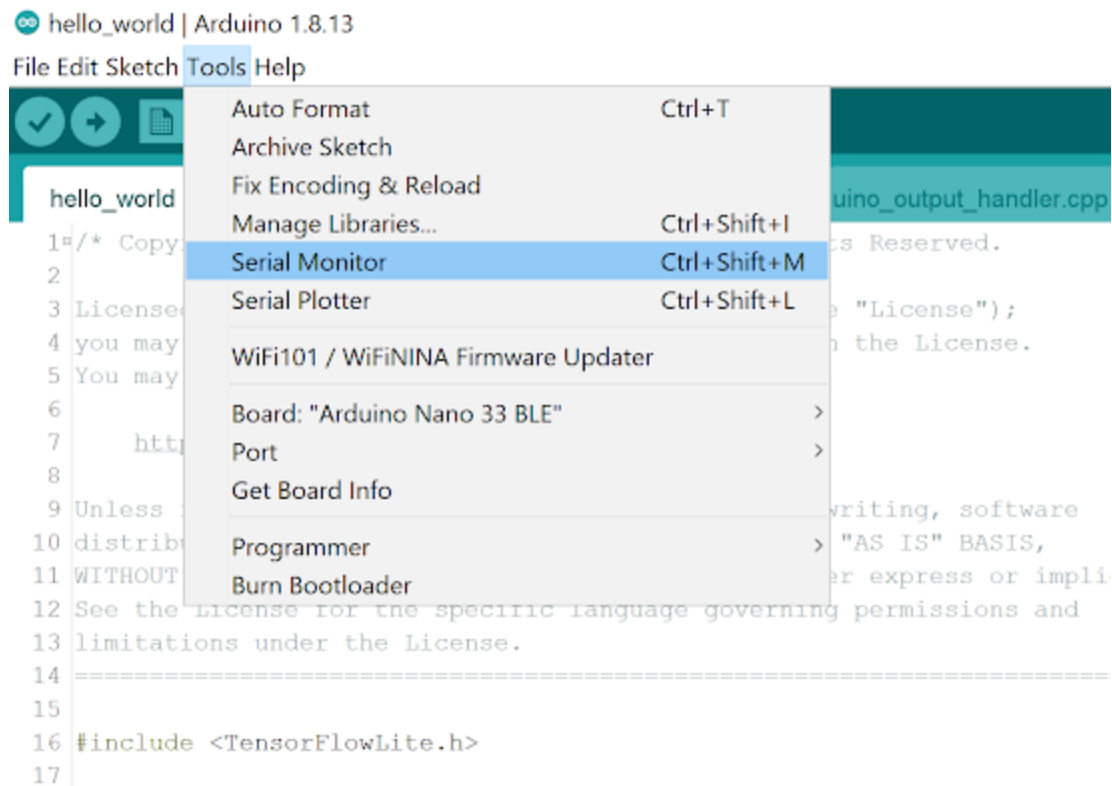 hello_world | Arduino 1.8.13
File Edit Sketch Tools Help
Auto Format Ctrl+T
Archive Sketch
Fix Encoding & Reload
Manage Libraries... Ctrl+Shift+I
Serial Monitor Ctrl+Shift+M
Serial Plotter Ctrl+Shift+L
WiFi101 / WiFiNINA Firmware Updater
Board: "Arduino Nano 33 BLE"
Port
Get Board Info
Programmer
Burn Bootloader
hello_world uino_output_handler.cpp
1 /* Copy s Reserved.
2
3 License "License");
4 you may the License.
5 You may
6
7 htt
8
9 Unless writing, software
10 distrib "AS IS" BASIS,
11 WITHOUT er express or impli
12 See the License for the specific language governing permissions and
13 limitations under the License.
14 ======================================================================
15
16 #include <TensorFlowLite.h>
17